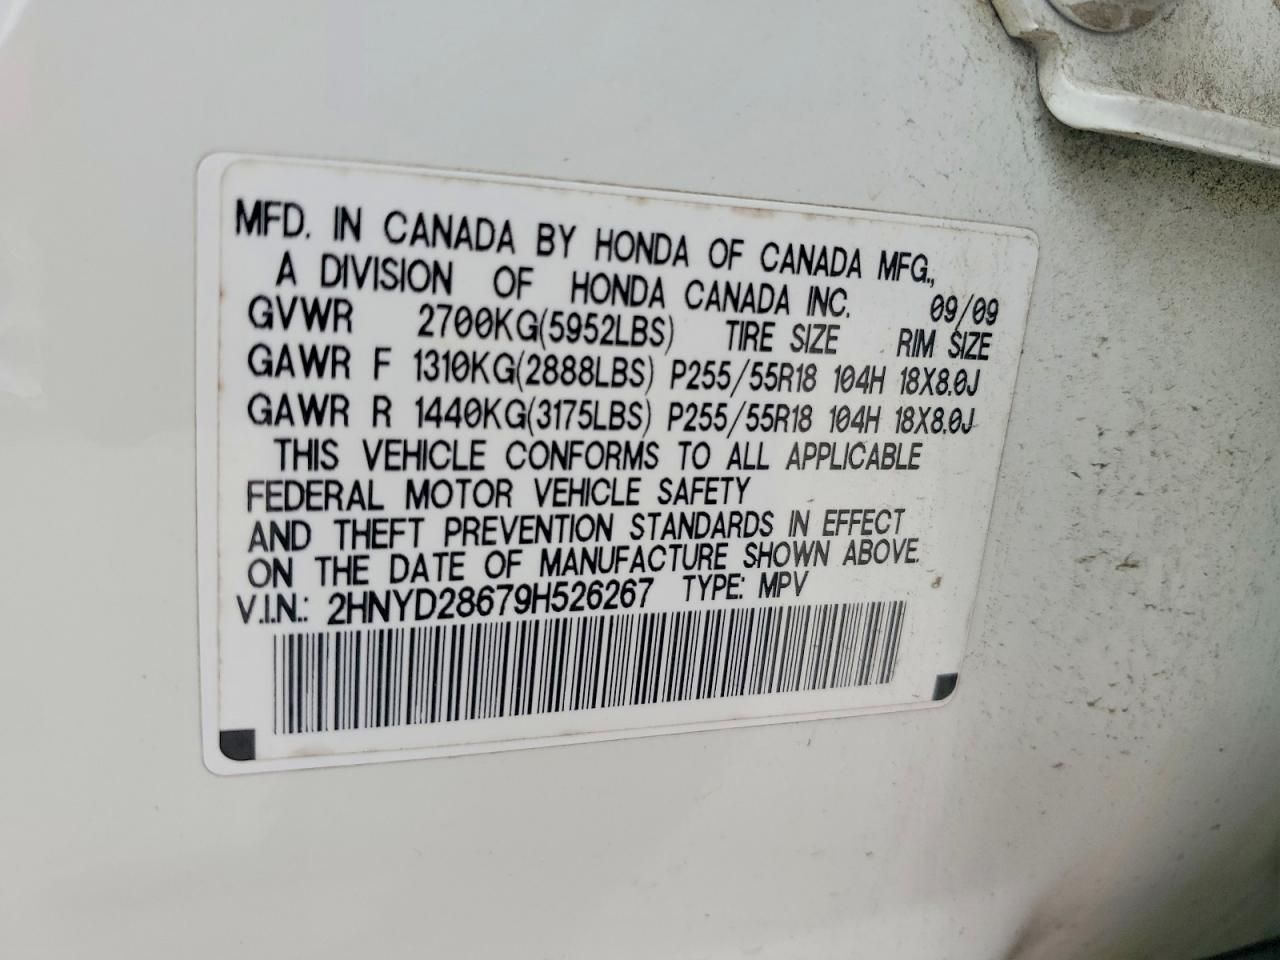 MFD. IN CANADA BY HONDA OF CANADA MFG.,
A DIVISION OF HONDA CANADA INC. 09/09
GVWR 2700KG(5952LBS) TIRE SIZE RIM SIZE
GAWR F 1310KG(2888LBS) P255/55R18 104H 18X8.0J
GAWR R 1440KG(3175LBS) P255/55R18 104H 18X8.0J
THIS VEHICLE CONFORMS TO ALL APPLICABLE
FEDERAL MOTOR VEHICLE SAFETY
AND THEFT PREVENTION STANDARDS IN EFFECT
ON THE DATE OF MANUFACTURE SHOWN ABOVE.
V.I.N.: 2HNYD28679H526267 TYPE: MPV